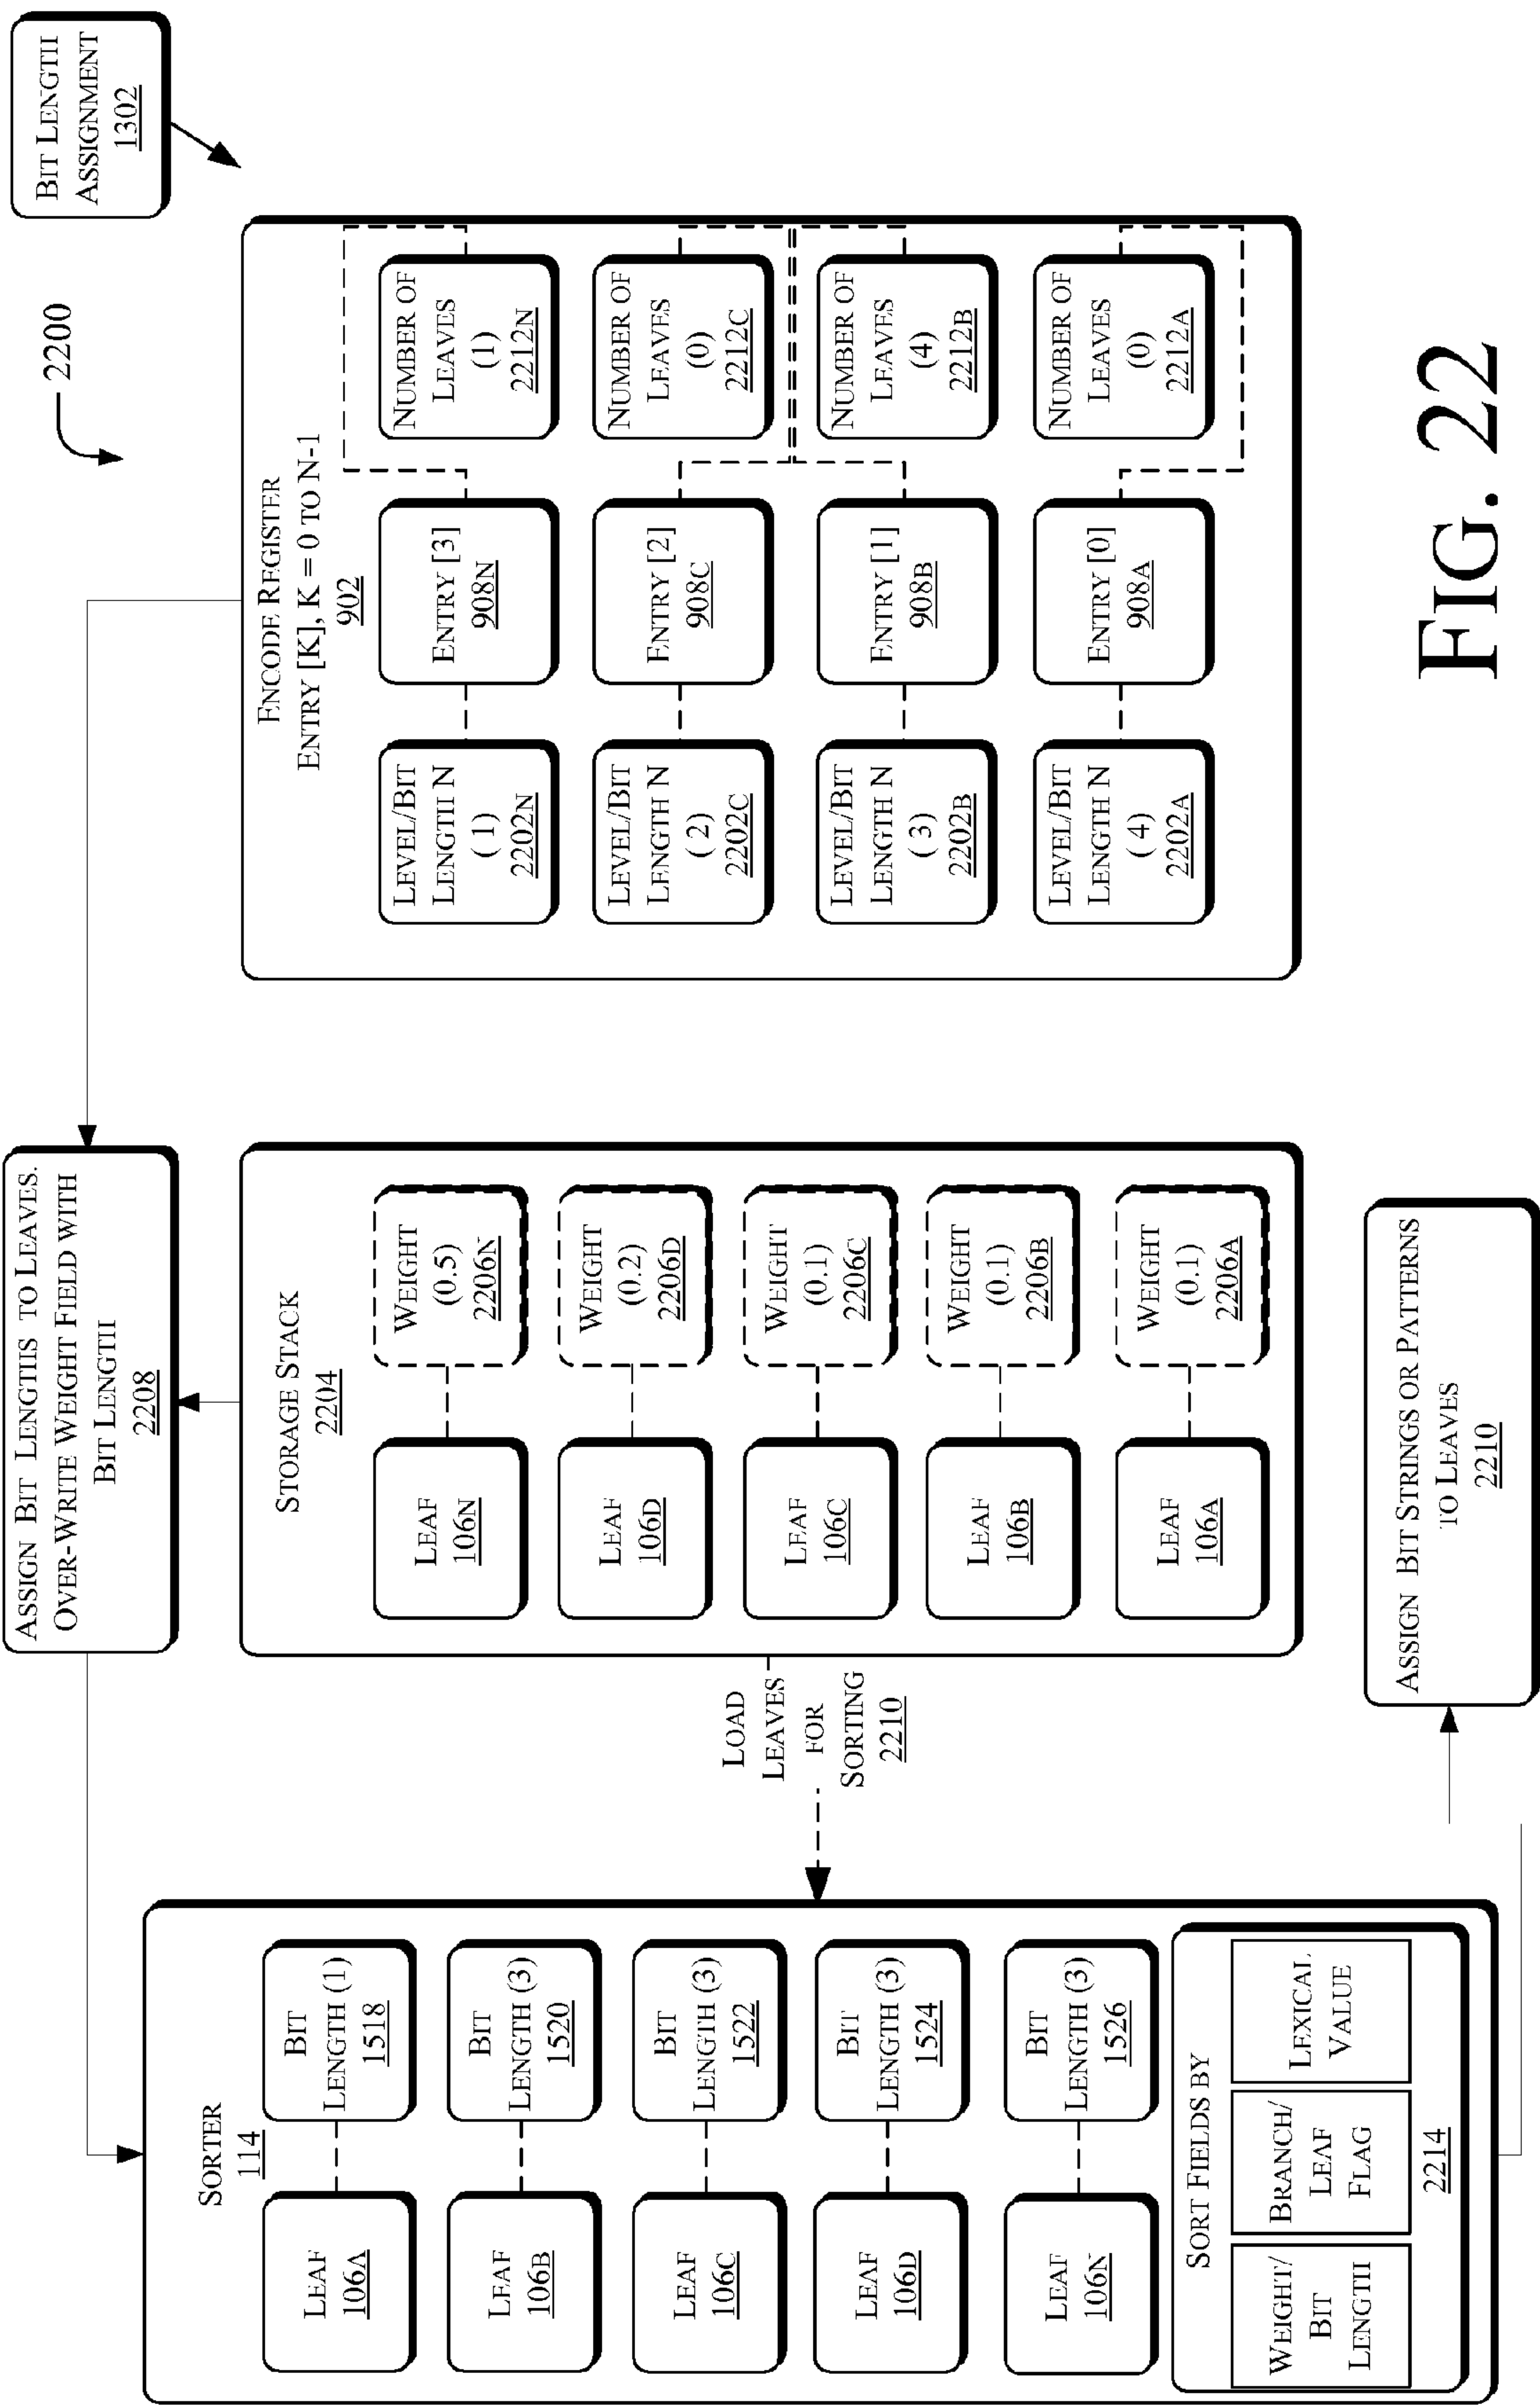 SORTER
114
LEAF
106A
BIT
LENGTH (1)
1518
LEAF
106B
BIT
LENGTH (3)
1520
LEAF
106C
BIT
LENGTH (3)
1522
LEAF
106D
BIT
LENGTH (3)
1524
LEAF
106N
BIT
LENGTH (3)
1526
SORT FIELDS BY
WEIGHT/
BIT
LENGTH
BRANCH/
LEAF
FLAG
LEXICAL
VALUE
2214
LOAD
LEAVES
FOR
SORTING
2210
ASSIGN BIT LENGTHS TO LEAVES.
OVER-WRITE WEIGHT FIELD WITH
BIT LENGTH
2208
STORAGE STACK
2204
LEAF
106N
WEIGHT
(0.5)
2206N
LEAF
106D
WEIGHT
(0.2)
2206D
LEAF
106C
WEIGHT
(0.1)
2206C
LEAF
106B
WEIGHT
(0.1)
2206B
LEAF
106A
WEIGHT
(0.1)
2206A
ASSIGN BIT STRINGS OR PATTERNS
TO LEAVES
2210
2200
BIT LENGTH
ASSIGNMENT
1302
ENCODE REGISTER
ENTRY [K], K = 0 TO N-1
902
LEVEL/BIT
LENGTH N
( 1)
2202N
ENTRY [3]
908N
NUMBER OF
LEAVES
(1)
2212N
LEVEL/BIT
LENGTH N
( 2)
2202C
ENTRY [2]
908C
NUMBER OF
LEAVES
(0)
2212C
LEVEL/BIT
LENGTH N
( 3)
2202B
ENTRY [1]
908B
NUMBER OF
LEAVES
(4)
2212B
LEVEL/BIT
LENGTH N
(4)
2202A
ENTRY [0]
908A
NUMBER OF
LEAVES
(0)
2212A
FIG. 22